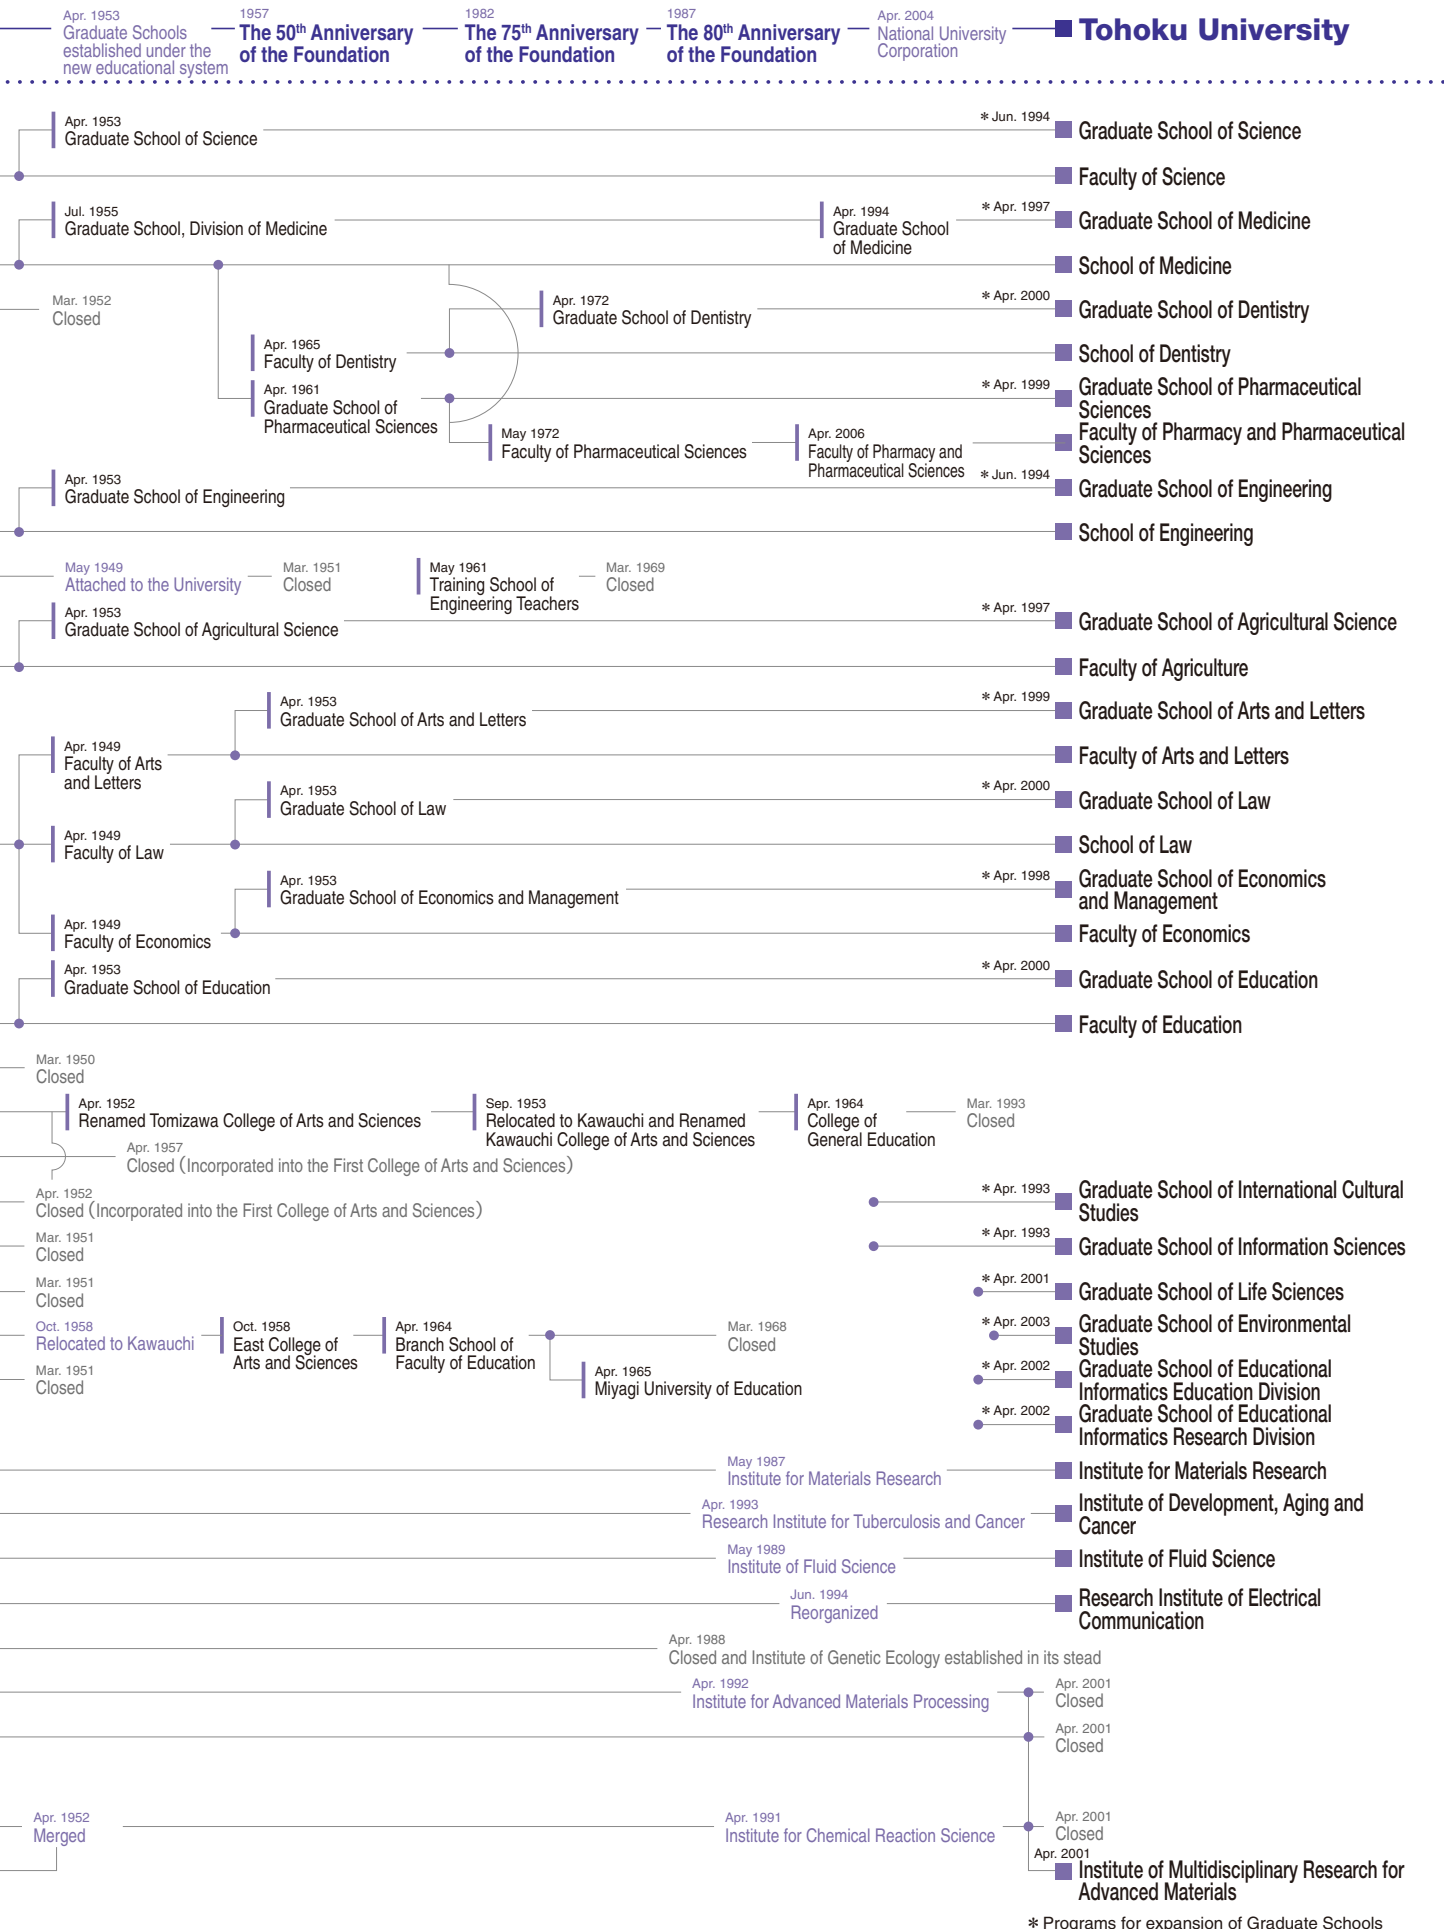 Apr. 1953
Graduate Schools
established under the
new educational system
1957
The 50th Anniversary
of the Foundation
1982
The 75th Anniversary
of the Foundation
1987
The 80th Anniversary
of the Foundation
Apr. 2004
National University
Corporation
Tohoku University
Apr. 1953
Graduate School of Science
* Jun. 1994
Graduate School of Science
Faculty of Science
Jul. 1955
Graduate School, Division of Medicine
Apr. 1994
Graduate School
of Medicine
* Apr. 1997
Graduate School of Medicine
School of Medicine
Mar. 1952
Closed
Apr. 1972
Graduate School of Dentistry
* Apr. 2000
Graduate School of Dentistry
Apr. 1965
Faculty of Dentistry
School of Dentistry
Apr. 1961
Graduate School of
Pharmaceutical Sciences
* Apr. 1999
Graduate School of Pharmaceutical
Sciences
May 1972
Faculty of Pharmaceutical Sciences
Apr. 2006
Faculty of Pharmacy and
Pharmaceutical Sciences
Faculty of Pharmacy and Pharmaceutical
Sciences
Apr. 1953
Graduate School of Engineering
* Jun. 1994
Graduate School of Engineering
School of Engineering
May 1949
Attached to the University
Mar. 1951
Closed
May 1961
Training School of
Engineering Teachers
Mar. 1969
Closed
Apr. 1953
Graduate School of Agricultural Science
* Apr. 1997
Graduate School of Agricultural Science
Faculty of Agriculture
Apr. 1953
Graduate School of Arts and Letters
* Apr. 1999
Graduate School of Arts and Letters
Apr. 1949
Faculty of Arts
and Letters
Faculty of Arts and Letters
Apr. 1953
Graduate School of Law
* Apr. 2000
Graduate School of Law
Apr. 1949
Faculty of Law
School of Law
Apr. 1953
Graduate School of Economics and Management
* Apr. 1998
Graduate School of Economics
and Management
Apr. 1949
Faculty of Economics
Faculty of Economics
Apr. 1953
Graduate School of Education
* Apr. 2000
Graduate School of Education
Faculty of Education
Mar. 1950
Closed
Apr. 1952
Renamed Tomizawa College of Arts and Sciences
Sep. 1953
Relocated to Kawauchi and Renamed
Kawauchi College of Arts and Sciences
Apr. 1964
College of
General Education
Mar. 1993
Closed
Apr. 1957
Closed (Incorporated into the First College of Arts and Sciences)
Apr. 1952
Closed (Incorporated into the First College of Arts and Sciences)
* Apr. 1993
Graduate School of International Cultural
Studies
Mar. 1951
Closed
* Apr. 1993
Graduate School of Information Sciences
Mar. 1951
Closed
* Apr. 2001
Graduate School of Life Sciences
Oct. 1958
Relocated to Kawauchi
Oct. 1958
East College of
Arts and Sciences
Apr. 1964
Branch School of
Faculty of Education
Mar. 1968
Closed
* Apr. 2003
Graduate School of Environmental
Studies
Mar. 1951
Closed
Apr. 1965
Miyagi University of Education
* Apr. 2002
Graduate School of Educational
Informatics Education Division
* Apr. 2002
Graduate School of Educational
Informatics Research Division
May 1987
Institute for Materials Research
Institute for Materials Research
Apr. 1993
Research Institute for Tuberculosis and Cancer
Institute of Development, Aging and
Cancer
May 1989
Institute of Fluid Science
Institute of Fluid Science
Jun. 1994
Reorganized
Research Institute of Electrical
Communication
Apr. 1988
Closed and Institute of Genetic Ecology established in its stead
Apr. 1992
Institute for Advanced Materials Processing
Apr. 2001
Closed
Apr. 2001
Closed
Apr. 1952
Merged
Apr. 1991
Institute for Chemical Reaction Science
Apr. 2001
Closed
Apr. 2001
Institute of Multidisciplinary Research for
Advanced Materials
* Programs for expansion of Graduate Schools